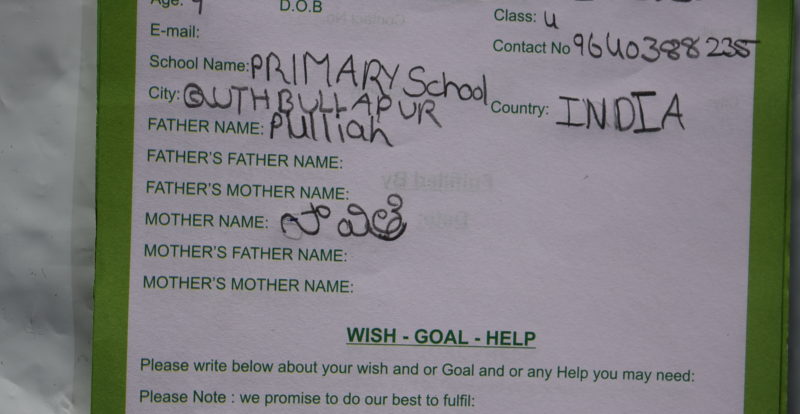 Age: 9 D.O.B
Class: 4
E-mail:
Contact No 9640388235
School Name: PRIMARY School
City: QUTHBULLAPUR Country: INDIA
FATHER NAME: Pulliah
FATHER'S FATHER NAME:
FATHER'S MOTHER NAME:
MOTHER NAME: సావిత్రి
MOTHER'S FATHER NAME:
MOTHER'S MOTHER NAME:
WISH - GOAL - HELP
Please write below about your wish and or Goal and or any Help you may need:
Please Note : we promise to do our best to fulfil: